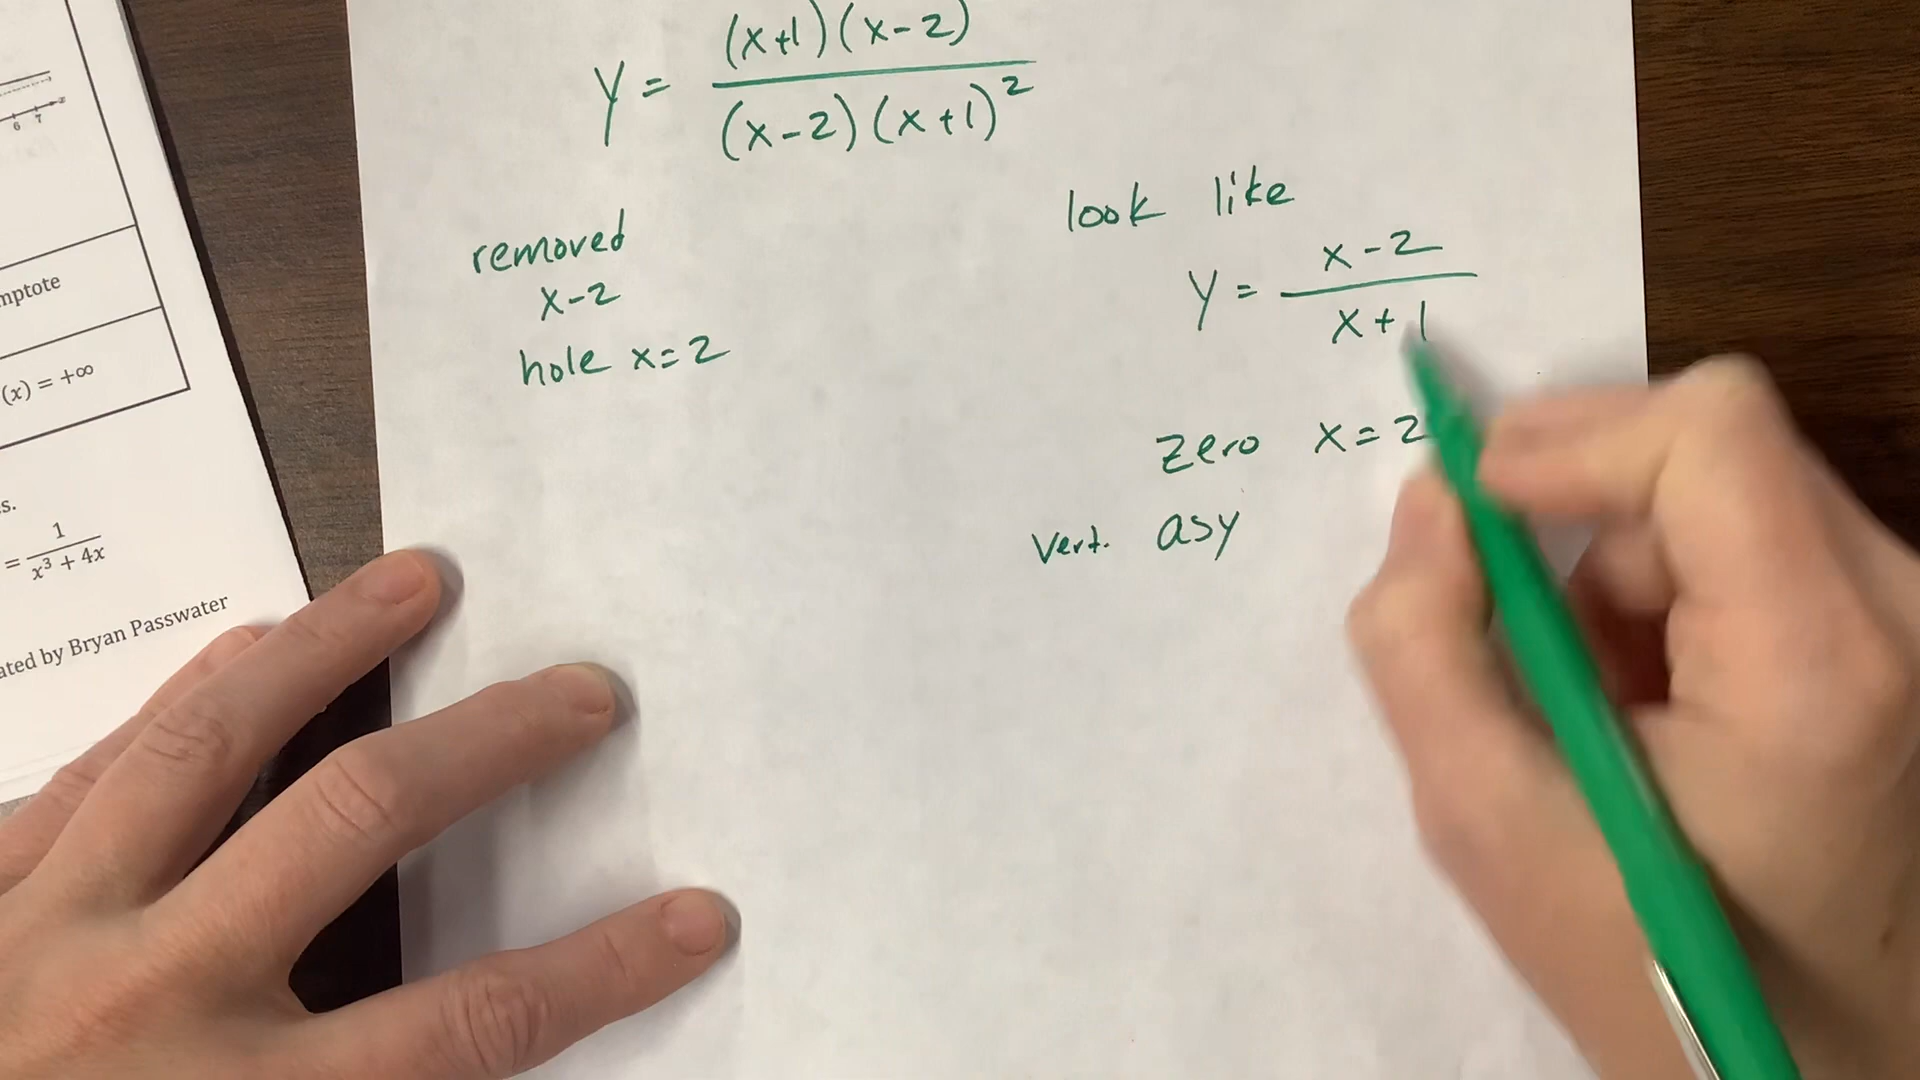 y = (x+1)(x-2) / (x-2)(x+1)²
removed
x-2
hole x=2
look like
y = x-2 / x+1
zero x=2
vert. asy
6 7
mptote
(x) = +∞
s.
= 1 / x³ + 4x
ated by Bryan Passwater